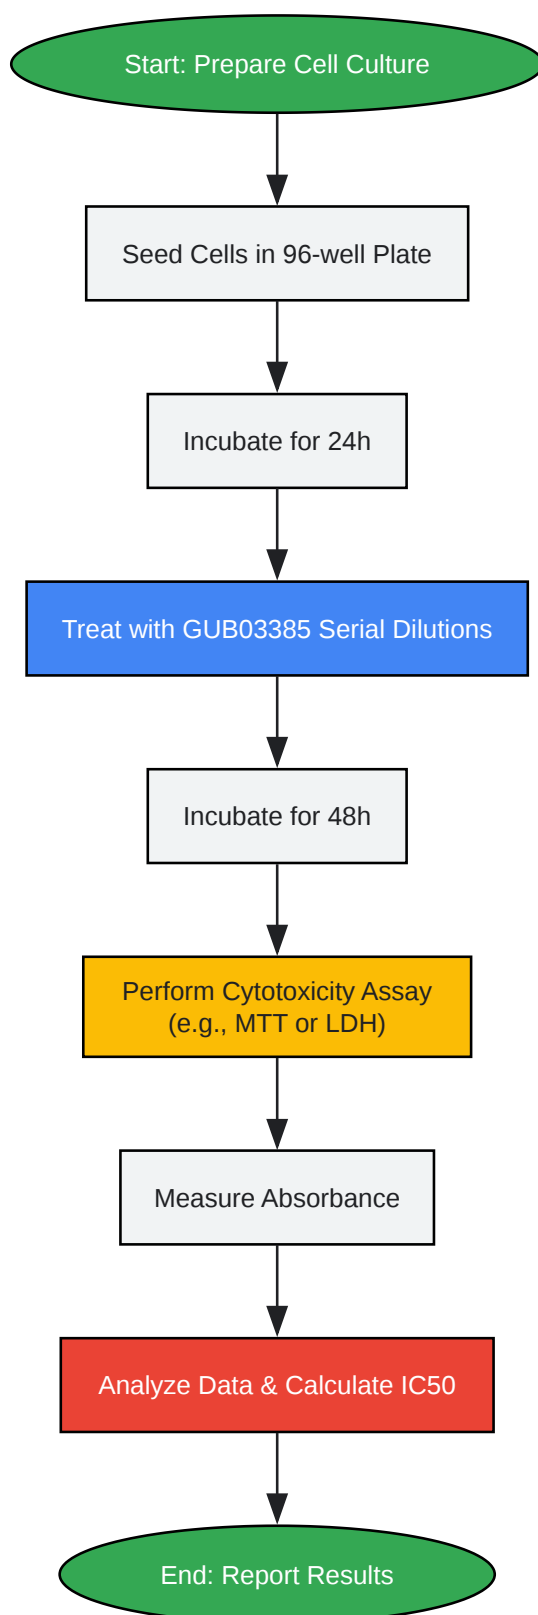 Start: Prepare Cell Culture
Seed Cells in 96-well Plate
Incubate for 24h
Treat with GUB03385 Serial Dilutions
Incubate for 48h
Perform Cytotoxicity Assay
(e.g., MTT or LDH)
Measure Absorbance
Analyze Data & Calculate IC50
End: Report Results